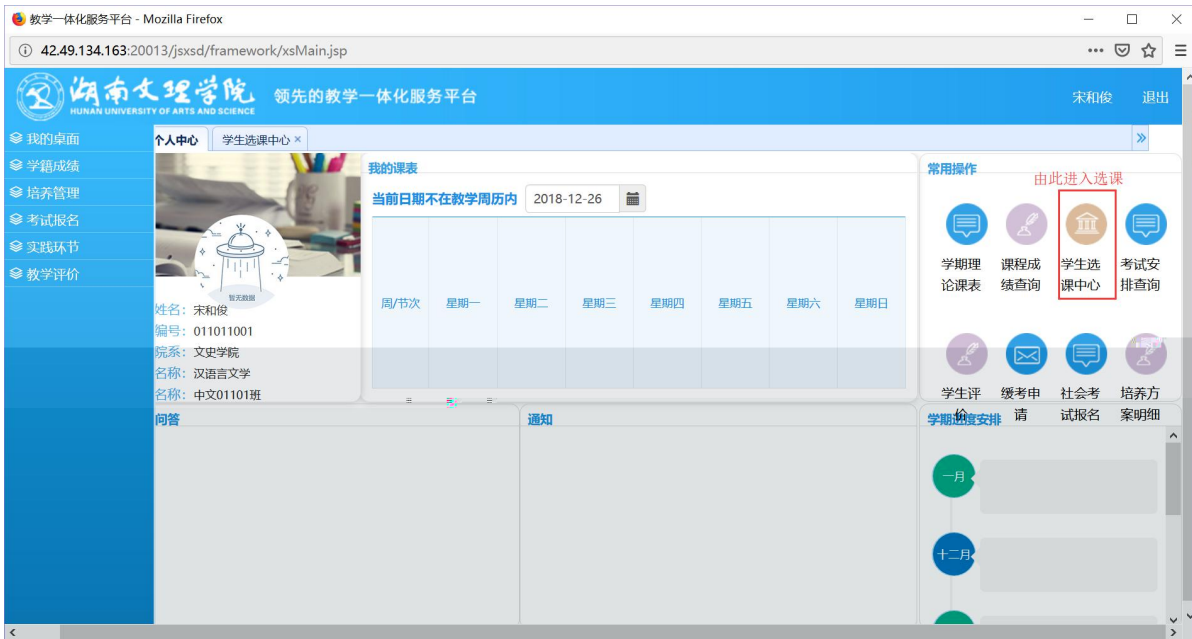 教学一体化服务平台 - Mozilla Firefox
42.49.134.163:20013/jsxsd/framework/xsMain.jsp
湖南文理学院
HUNAN UNIVERSITY OF ARTS AND SCIENCE
领先的教学一体化服务平台
宋和俊 退出
我的桌面
学籍成绩
培养管理
考试报名
实践环节
教学评价
个人中心 学生选课中心 ×
暂无数据
姓名：宋和俊
编号：011011001
院系：文史学院
名称：汉语言文学
名称：中文01101班
我的课表
当前日期不在教学周历内 2018-12-26
周/节次 星期一 星期二 星期三 星期四 星期五 星期六 星期日
常用操作
由此进入选课
学期理论课表
课程成绩查询
学生选课中心
考试安排查询
学生评价
缓考申请
社会考试报名
培养方案明细
问答
通知
学期进度安排
一月
十二月